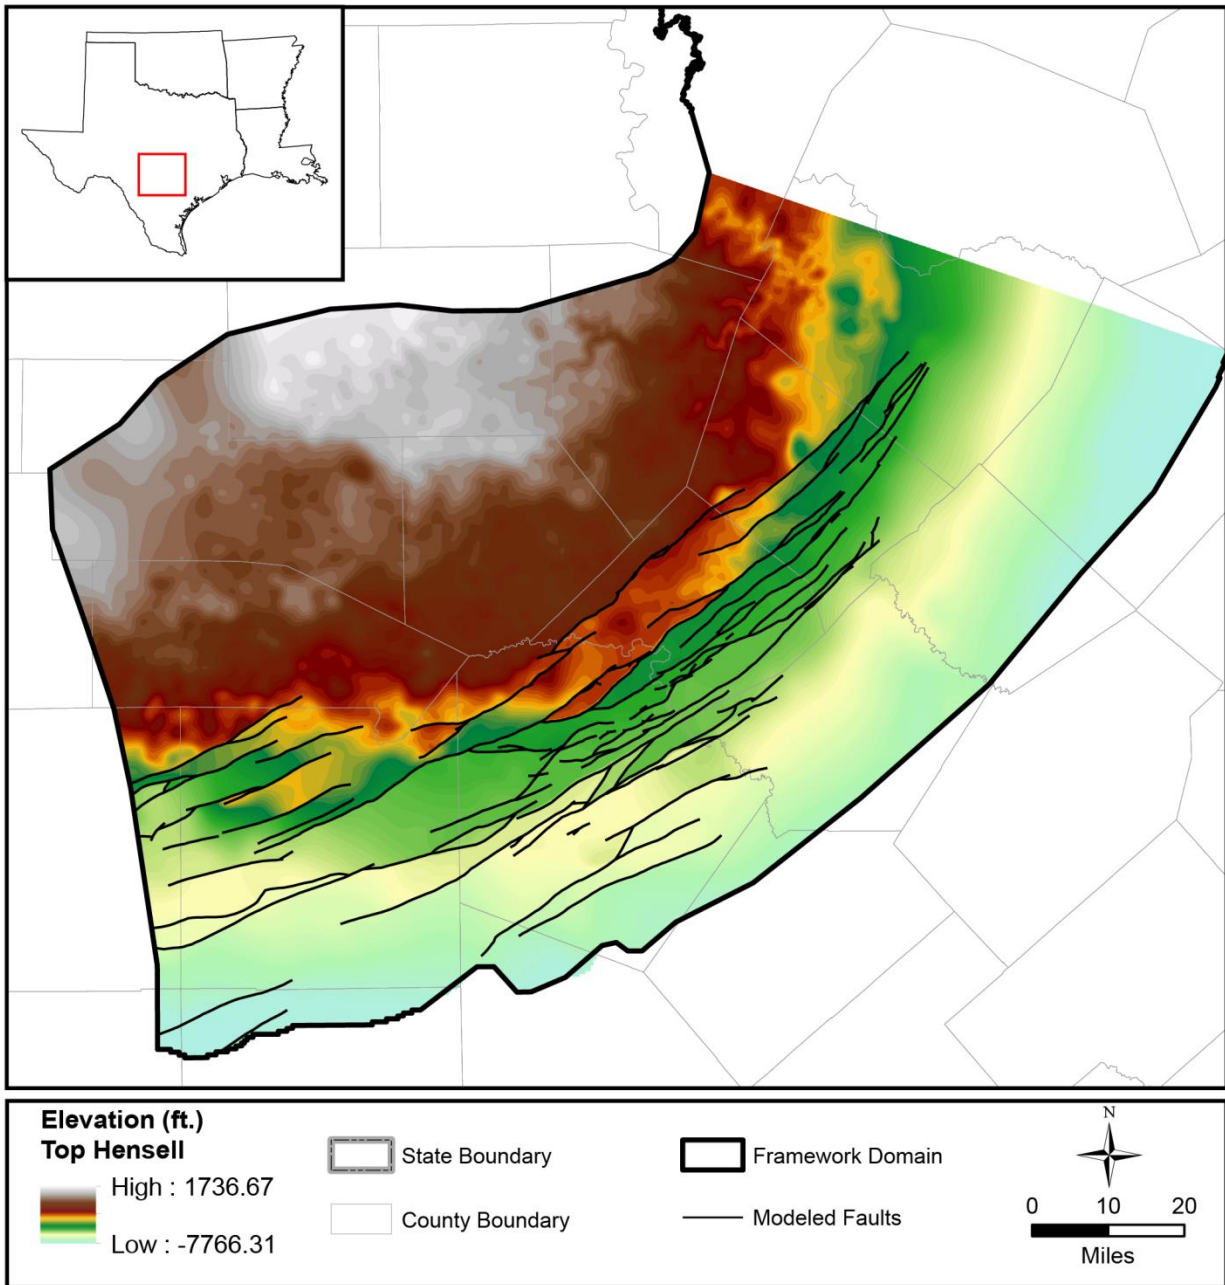 Elevation (ft.)
Top Hensell
High : 1736.67
Low : -7766.31
State Boundary
County Boundary
Framework Domain
Modeled Faults
N
0 10 20
Miles